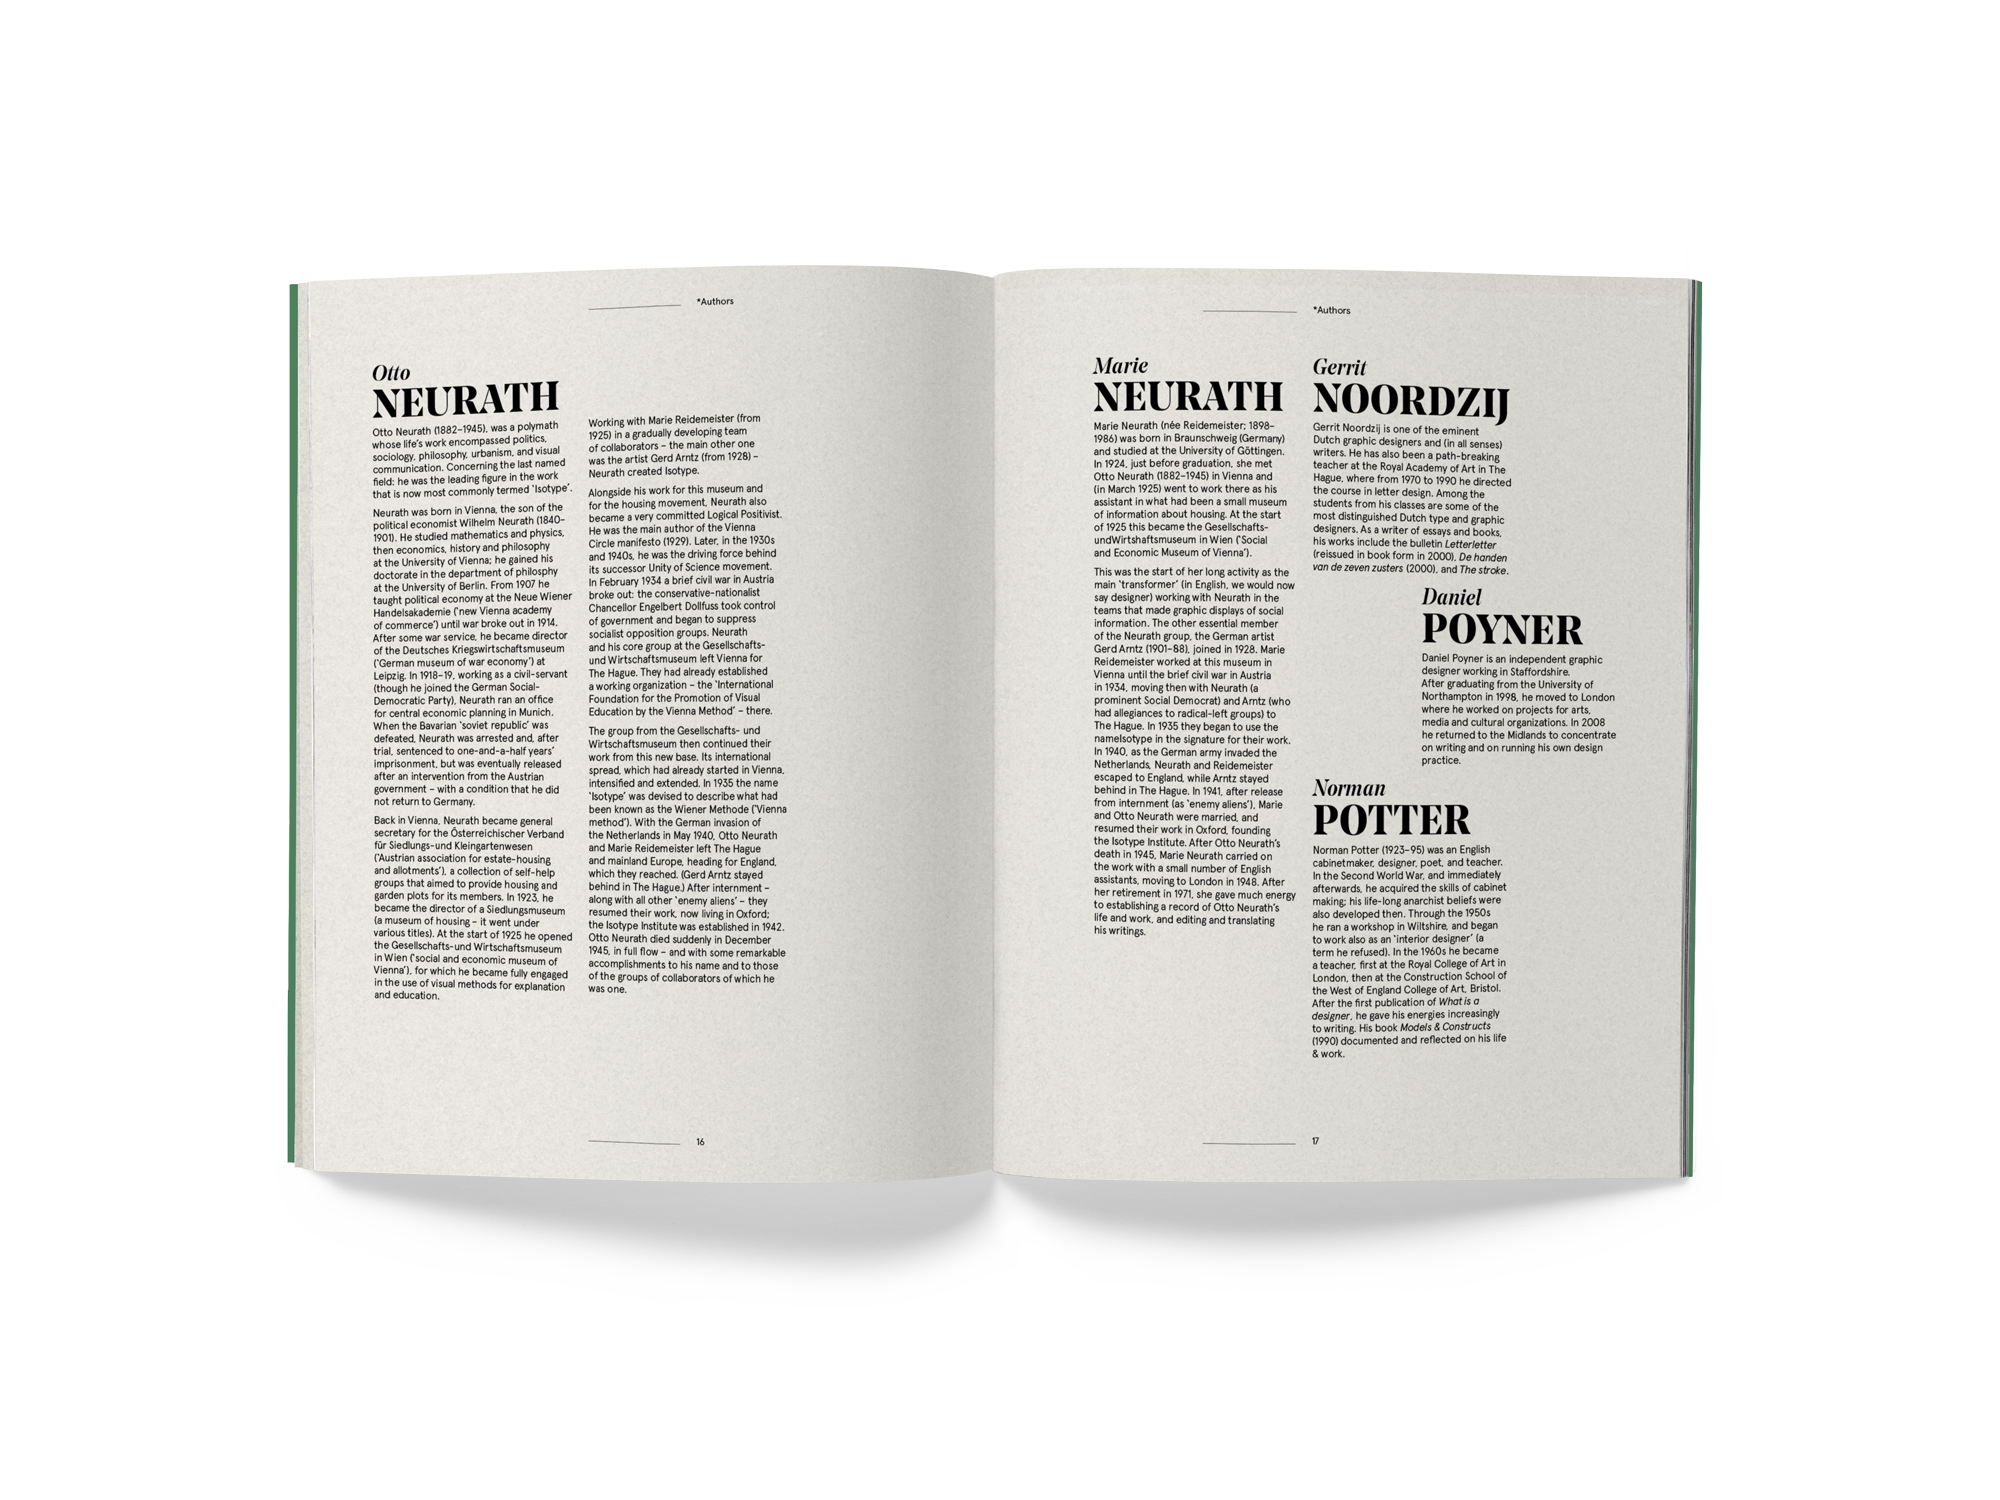 *Authors
Otto
NEURATH
Otto Neurath (1882–1945), was a polymath
whose life's work encompassed politics,
sociology, philosophy, urbanism, and visual
communication. Concerning the last named
field: he was the leading figure in the work
that is now most commonly termed 'Isotype'.
Neurath was born in Vienna, the son of the
political economist Wilhelm Neurath (1840–
1901). He studied mathematics and physics,
then economics, history and philosophy
at the University of Vienna; he gained his
doctorate in the department of philosphy
at the University of Berlin. From 1907 he
taught political economy at the Neue Wiener
Handelsakademie ('new Vienna academy
of commerce') until war broke out in 1914.
After some war service, he became director
of the Deutsches Kriegswirtschaftsmuseum
('German museum of war economy') at
Leipzig. In 1918–19, working as a civil-servant
(though he joined the German Social-
Democratic Party), Neurath ran an office
for central economic planning in Munich.
When the Bavarian 'soviet republic' was
defeated, Neurath was arrested and, after
trial, sentenced to one-and-a-half years'
imprisonment, but was eventually released
after an intervention from the Austrian
government – with a condition that he did
not return to Germany.
Back in Vienna, Neurath became general
secretary for the Österreichischer Verband
für Siedlungs-und Kleingartenwesen
('Austrian association for estate-housing
and allotments'), a collection of self-help
groups that aimed to provide housing and
garden plots for its members. In 1923, he
became the director of a Siedlungsmuseum
(a museum of housing – it went under
various titles). At the start of 1925 he opened
the Gesellschafts-und Wirtschaftsmuseum
in Wien ('social and economic museum of
Vienna'), for which he became fully engaged
in the use of visual methods for explanation
and education.
Working with Marie Reidemeister (from
1925) in a gradually developing team
of collaborators – the main other one
was the artist Gerd Arntz (from 1928) –
Neurath created Isotype.
Alongside his work for this museum and
for the housing movement, Neurath also
became a very committed Logical Positivist.
He was the main author of the Vienna
Circle manifesto (1929). Later, in the 1930s
and 1940s, he was the driving force behind
its successor Unity of Science movement.
In February 1934 a brief civil war in Austria
broke out: the conservative-nationalist
Chancellor Engelbert Dollfuss took control
of government and began to suppress
socialist opposition groups. Neurath
and his core group at the Gesellschafts-
und Wirtschaftsmuseum left Vienna for
The Hague. They had already established
a working organization – the 'International
Foundation for the Promotion of Visual
Education by the Vienna Method' – there.
The group from the Gesellschafts- und
Wirtschaftsmuseum then continued their
work from this new base. Its international
spread, which had already started in Vienna,
intensified and extended. In 1935 the name
'Isotype' was devised to describe what had
been known as the Wiener Methode ('Vienna
method'). With the German invasion of
the Netherlands in May 1940, Otto Neurath
and Marie Reidemeister left The Hague
and mainland Europe, heading for England,
which they reached. (Gerd Arntz stayed
behind in The Hague.) After internment –
along with all other 'enemy aliens' – they
resumed their work, now living in Oxford;
the Isotype Institute was established in 1942.
Otto Neurath died suddenly in December
1945, in full flow – and with some remarkable
accomplishments to his name and to those
of the groups of collaborators of which he
was one.
16
*Authors
Marie
NEURATH
Marie Neurath (née Reidemeister; 1898–
1986) was born in Braunschweig (Germany)
and studied at the University of Göttingen.
In 1924, just before graduation, she met
Otto Neurath (1882–1945) in Vienna and
(in March 1925) went to work there as his
assistant in what had been a small museum
of information about housing. At the start
of 1925 this became the Gesellschafts-
undWirtshaftsmuseum in Wien ('Social
and Economic Museum of Vienna').
This was the start of her long activity as the
main 'transformer' (in English, we would now
say designer) working with Neurath in the
teams that made graphic displays of social
information. The other essential member
of the Neurath group, the German artist
Gerd Arntz (1901–88), joined in 1928. Marie
Reidemeister worked at this museum in
Vienna until the brief civil war in Austria
in 1934, moving then with Neurath (a
prominent Social Democrat) and Arntz (who
had allegiances to radical-left groups) to
The Hague. In 1935 they began to use the
nameIsotype in the signature for their work.
In 1940, as the German army invaded the
Netherlands, Neurath and Reidemeister
escaped to England, while Arntz stayed
behind in The Hague. In 1941, after release
from internment (as 'enemy aliens'), Marie
and Otto Neurath were married, and
resumed their work in Oxford, founding
the Isotype Institute. After Otto Neurath's
death in 1945, Marie Neurath carried on
the work with a small number of English
assistants, moving to London in 1948. After
her retirement in 1971, she gave much energy
to establishing a record of Otto Neurath's
life and work, and editing and translating
his writings.
Gerrit
NOORDZIJ
Gerrit Noordzij is one of the eminent
Dutch graphic designers and (in all senses)
writers. He has also been a path-breaking
teacher at the Royal Academy of Art in The
Hague, where from 1970 to 1990 he directed
the course in letter design. Among the
students from his classes are some of the
most distinguished Dutch type and graphic
designers. As a writer of essays and books,
his works include the bulletin Letterletter
(reissued in book form in 2000), De handen
van de zeven zusters (2000), and The stroke.
Daniel
POYNER
Daniel Poyner is an independent graphic
designer working in Staffordshire.
After graduating from the University of
Northampton in 1998, he moved to London
where he worked on projects for arts,
media and cultural organizations. In 2008
he returned to the Midlands to concentrate
on writing and on running his own design
practice.
Norman
POTTER
Norman Potter (1923–95) was an English
cabinetmaker, designer, poet, and teacher.
In the Second World War, and immediately
afterwards, he acquired the skills of cabinet
making; his life-long anarchist beliefs were
also developed then. Through the 1950s
he ran a workshop in Wiltshire, and began
to work also as an 'interior designer' (a
term he refused). In the 1960s he became
a teacher, first at the Royal College of Art in
London, then at the Construction School of
the West of England College of Art, Bristol.
After the first publication of What is a
designer, he gave his energies increasingly
to writing. His book Models & Constructs
(1990) documented and reflected on his life
& work.
17